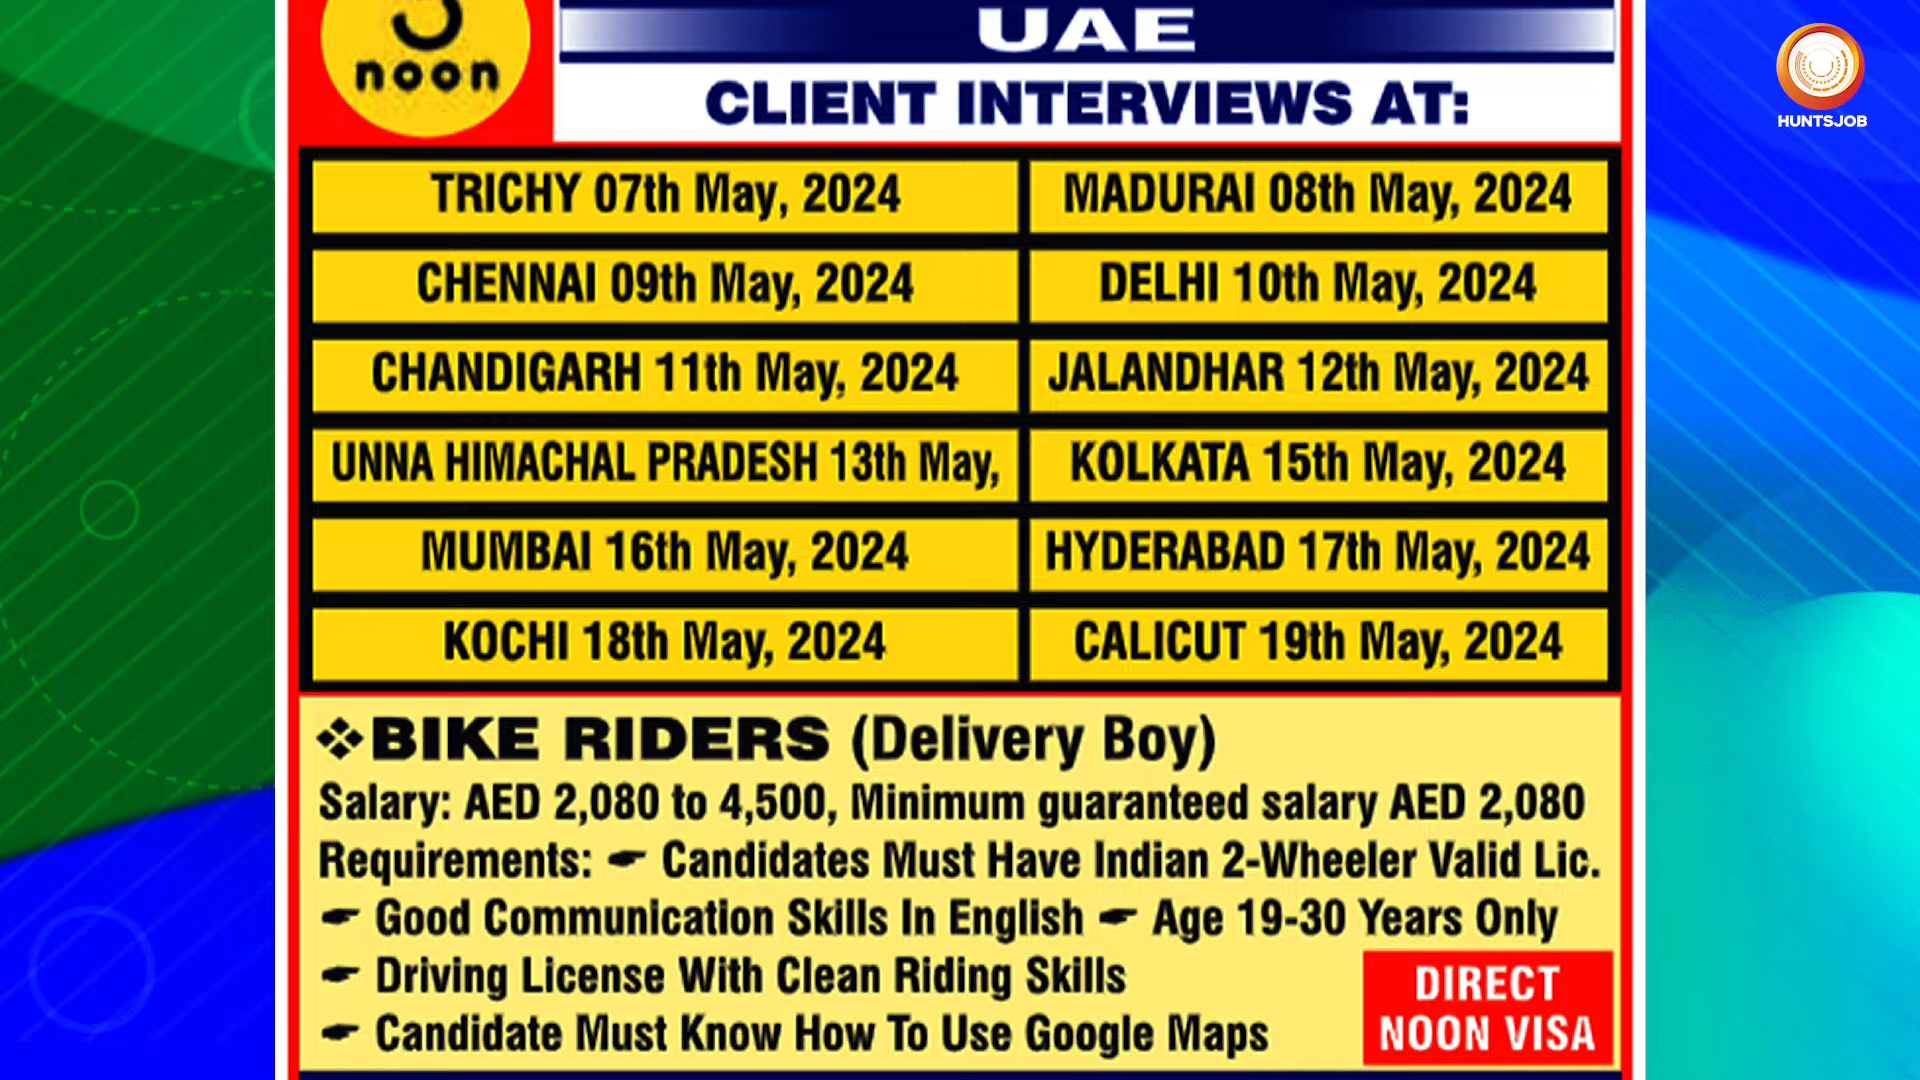 noon
UAE
CLIENT INTERVIEWS AT:
HUNTSJOB
TRICHY 07th May, 2024
MADURAI 08th May, 2024
CHENNAI 09th May, 2024
DELHI 10th May, 2024
CHANDIGARH 11th May, 2024
JALANDHAR 12th May, 2024
UNNA HIMACHAL PRADESH 13th May,
KOLKATA 15th May, 2024
MUMBAI 16th May, 2024
HYDERABAD 17th May, 2024
KOCHI 18th May, 2024
CALICUT 19th May, 2024
❖BIKE RIDERS (Delivery Boy)
Salary: AED 2,080 to 4,500, Minimum guaranteed salary AED 2,080
Requirements: ☛ Candidates Must Have Indian 2-Wheeler Valid Lic.
☛ Good Communication Skills In English ☛ Age 19-30 Years Only
☛ Driving License With Clean Riding Skills
☛ Candidate Must Know How To Use Google Maps
DIRECT
NOON VISA